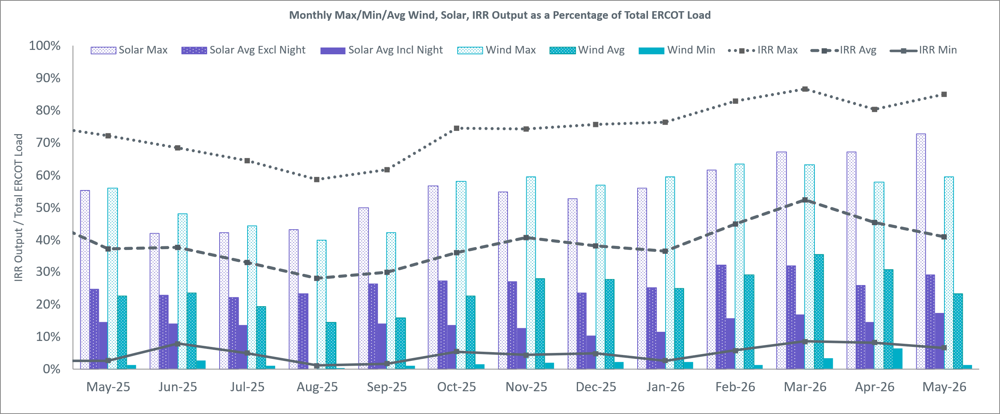 Monthly Max/Min/Avg Wind, Solar, IRR Output as a Percentage of Total ERCOT Load
Solar Max Solar Avg Excl Night Solar Avg Incl Night Wind Max Wind Avg Wind Min IRR Max IRR Avg IRR Min
IRR Output / Total ERCOT Load
100%
90%
80%
70%
60%
50%
40%
30%
20%
10%
0%
May-25 Jun-25 Jul-25 Aug-25 Sep-25 Oct-25 Nov-25 Dec-25 Jan-26 Feb-26 Mar-26 Apr-26 May-26